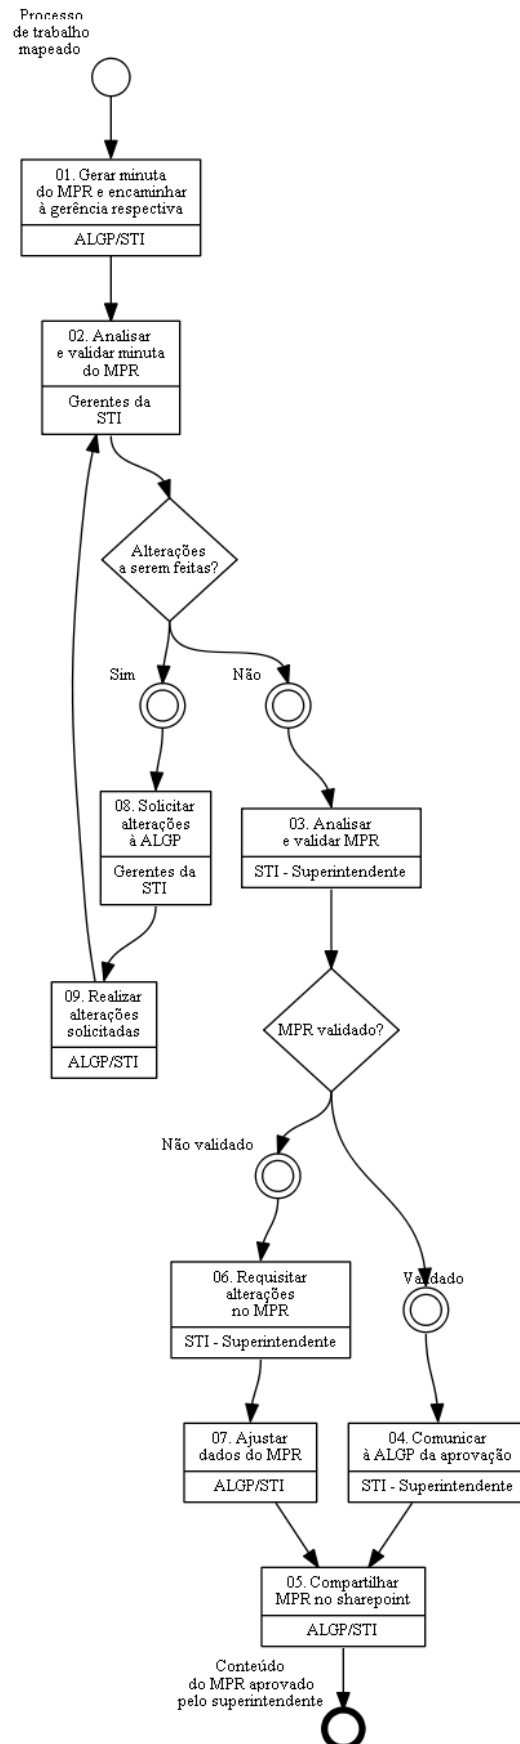 Processo
de trabalho
mapeado
01. Gerar minuta
do MPR e encaminhar
à gerência respectiva
ALGP/STI
02. Analisar
e validar minuta
do MPR
Gerentes da
STI
Alterações
a serem feitas?
Sim
Não
08. Solicitar
alterações
à ALGP
Gerentes da
STI
03. Analisar
e validar MPR
STI - Superintendente
09. Realizar
alterações
solicitadas
ALGP/STI
MPR validado?
Não validado
Validado
06. Requisitar
alterações
no MPR
STI - Superintendente
07. Ajustar
dados do MPR
ALGP/STI
04. Comunicar
à ALGP da aprovação
STI - Superintendente
05. Compartilhar
MPR no sharepoint
ALGP/STI
Conteúdo
do MPR aprovado
pelo superintendente